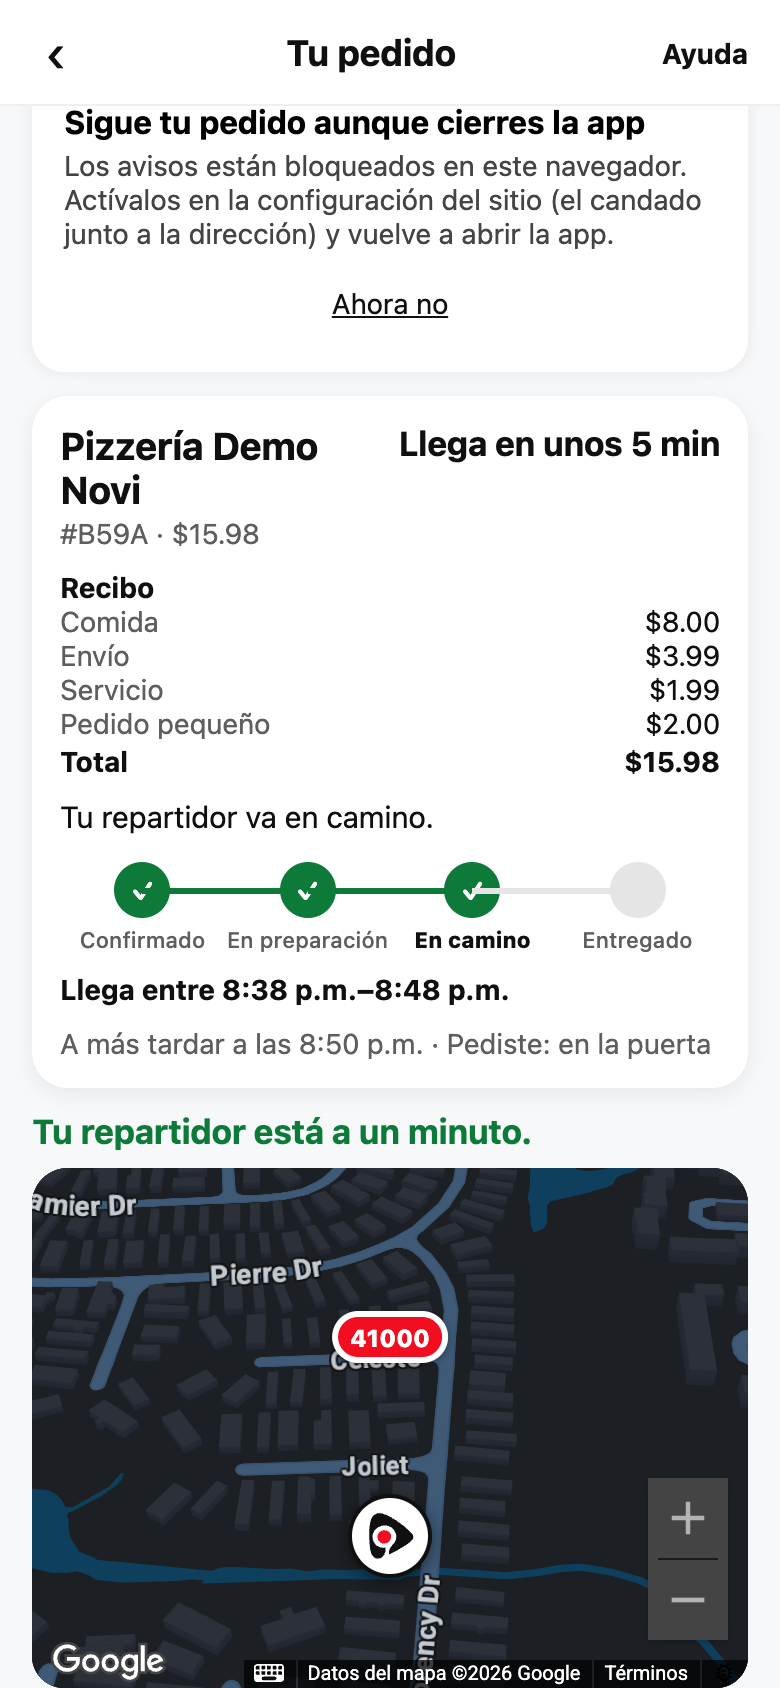 Tu pedido
Ayuda
Sigue tu pedido aunque cierres la app
Los avisos están bloqueados en este navegador.
Actívalos en la configuración del sitio (el candado
junto a la dirección) y vuelve a abrir la app.
Ahora no
Pizzería Demo
Novi
Llega en unos 5 min
#B59A · $15.98
Recibo
Comida $8.00
Envío $3.99
Servicio $1.99
Pedido pequeño $2.00
Total $15.98
Tu repartidor va en camino.
Confirmado En preparación En camino Entregado
Llega entre 8:38 p.m.–8:48 p.m.
A más tardar a las 8:50 p.m. · Pediste: en la puerta
Tu repartidor está a un minuto.
amier Dr
Pierre Dr
41000
Joliet
ency Dr
Google
Datos del mapa ©2026 Google
Términos